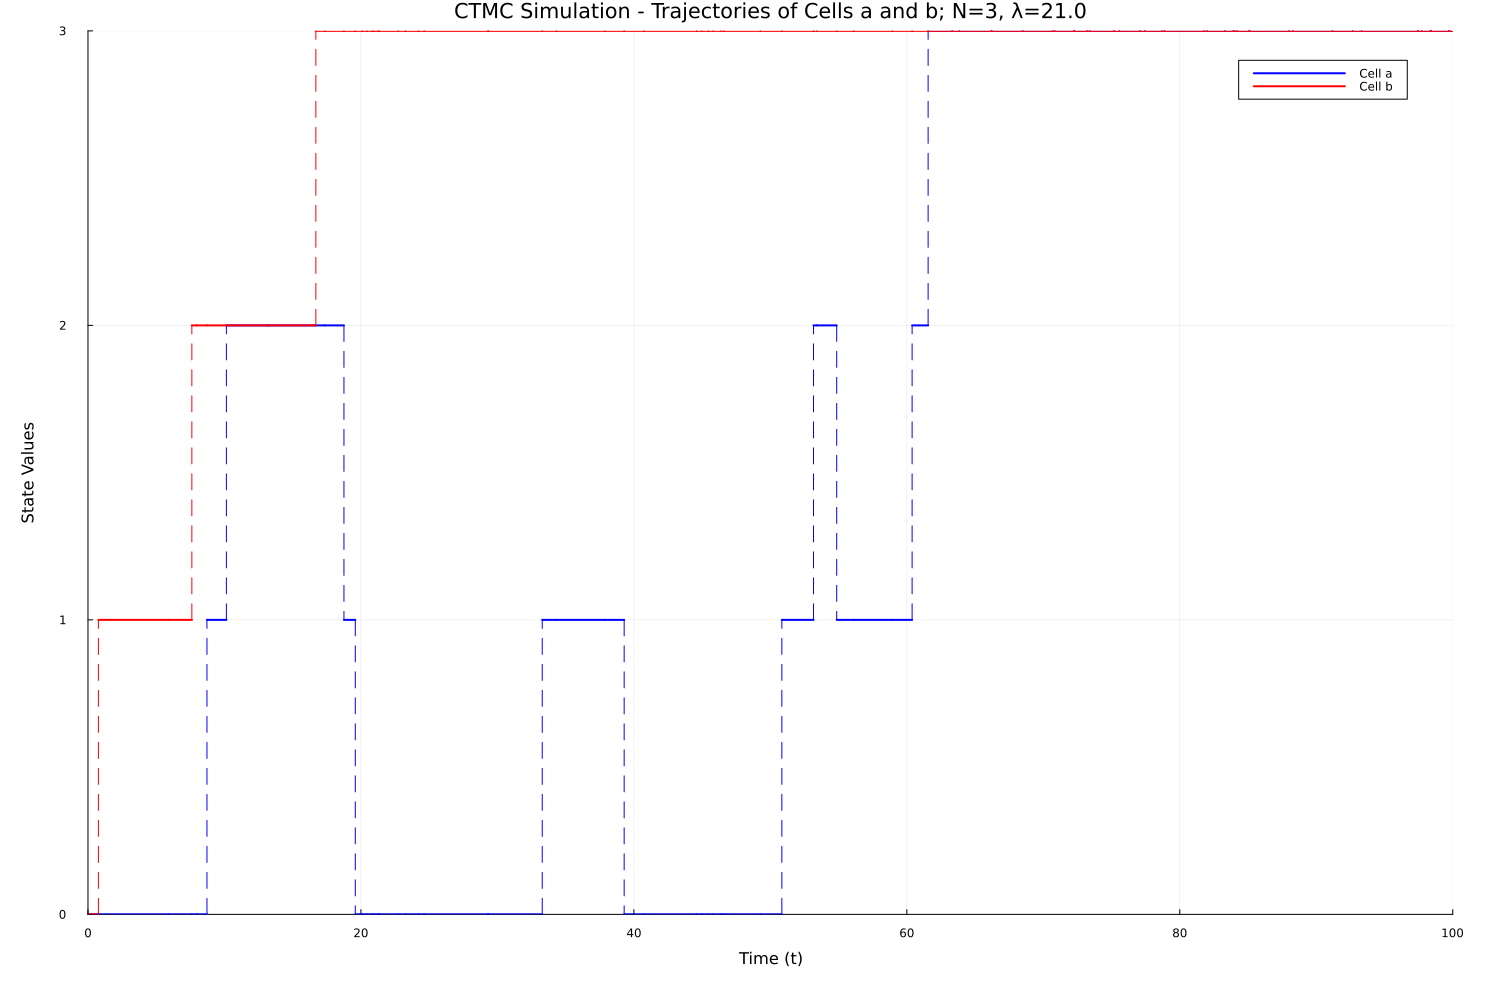 CTMC Simulation - Trajectories of Cells a and b; N=3, λ=21.0
3
Cell a
Cell b
2
State Values
1
0
0 20 40 60 80 100
Time (t)